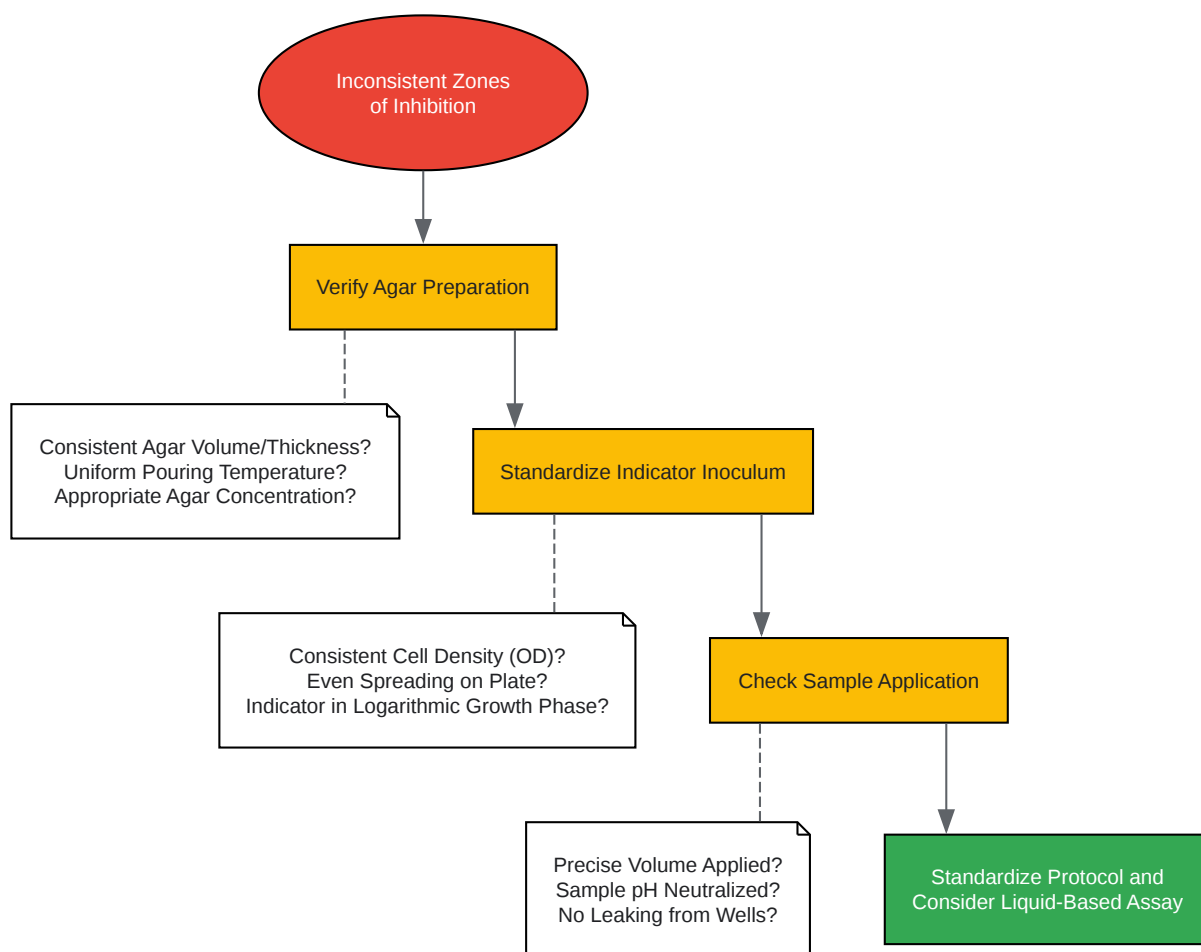 Inconsistent Zones
of Inhibition
Verify Agar Preparation
Consistent Agar Volume/Thickness?
Uniform Pouring Temperature?
Appropriate Agar Concentration?
Standardize Indicator Inoculum
Consistent Cell Density (OD)?
Even Spreading on Plate?
Indicator in Logarithmic Growth Phase?
Check Sample Application
Precise Volume Applied?
Sample pH Neutralized?
No Leaking from Wells?
Standardize Protocol and
Consider Liquid-Based Assay